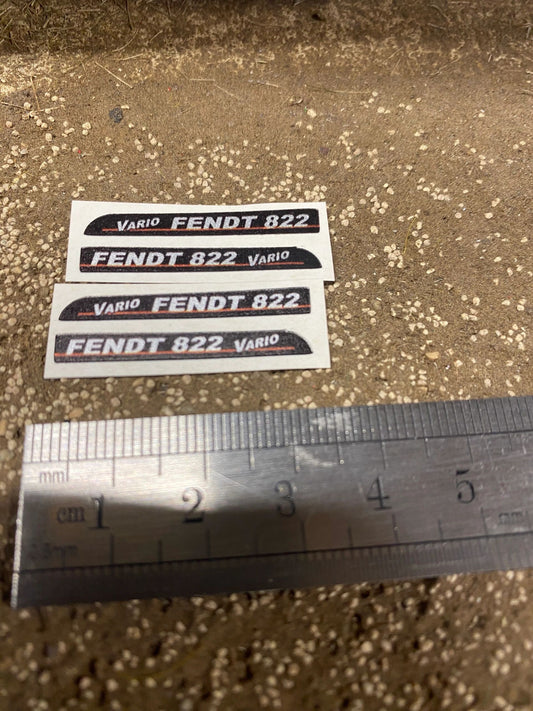 VARIO FENDT 822
FENDT 822 VARIO
VARIO FENDT 822
FENDT 822 VARIO
mm
cm 1 2 3 4 5